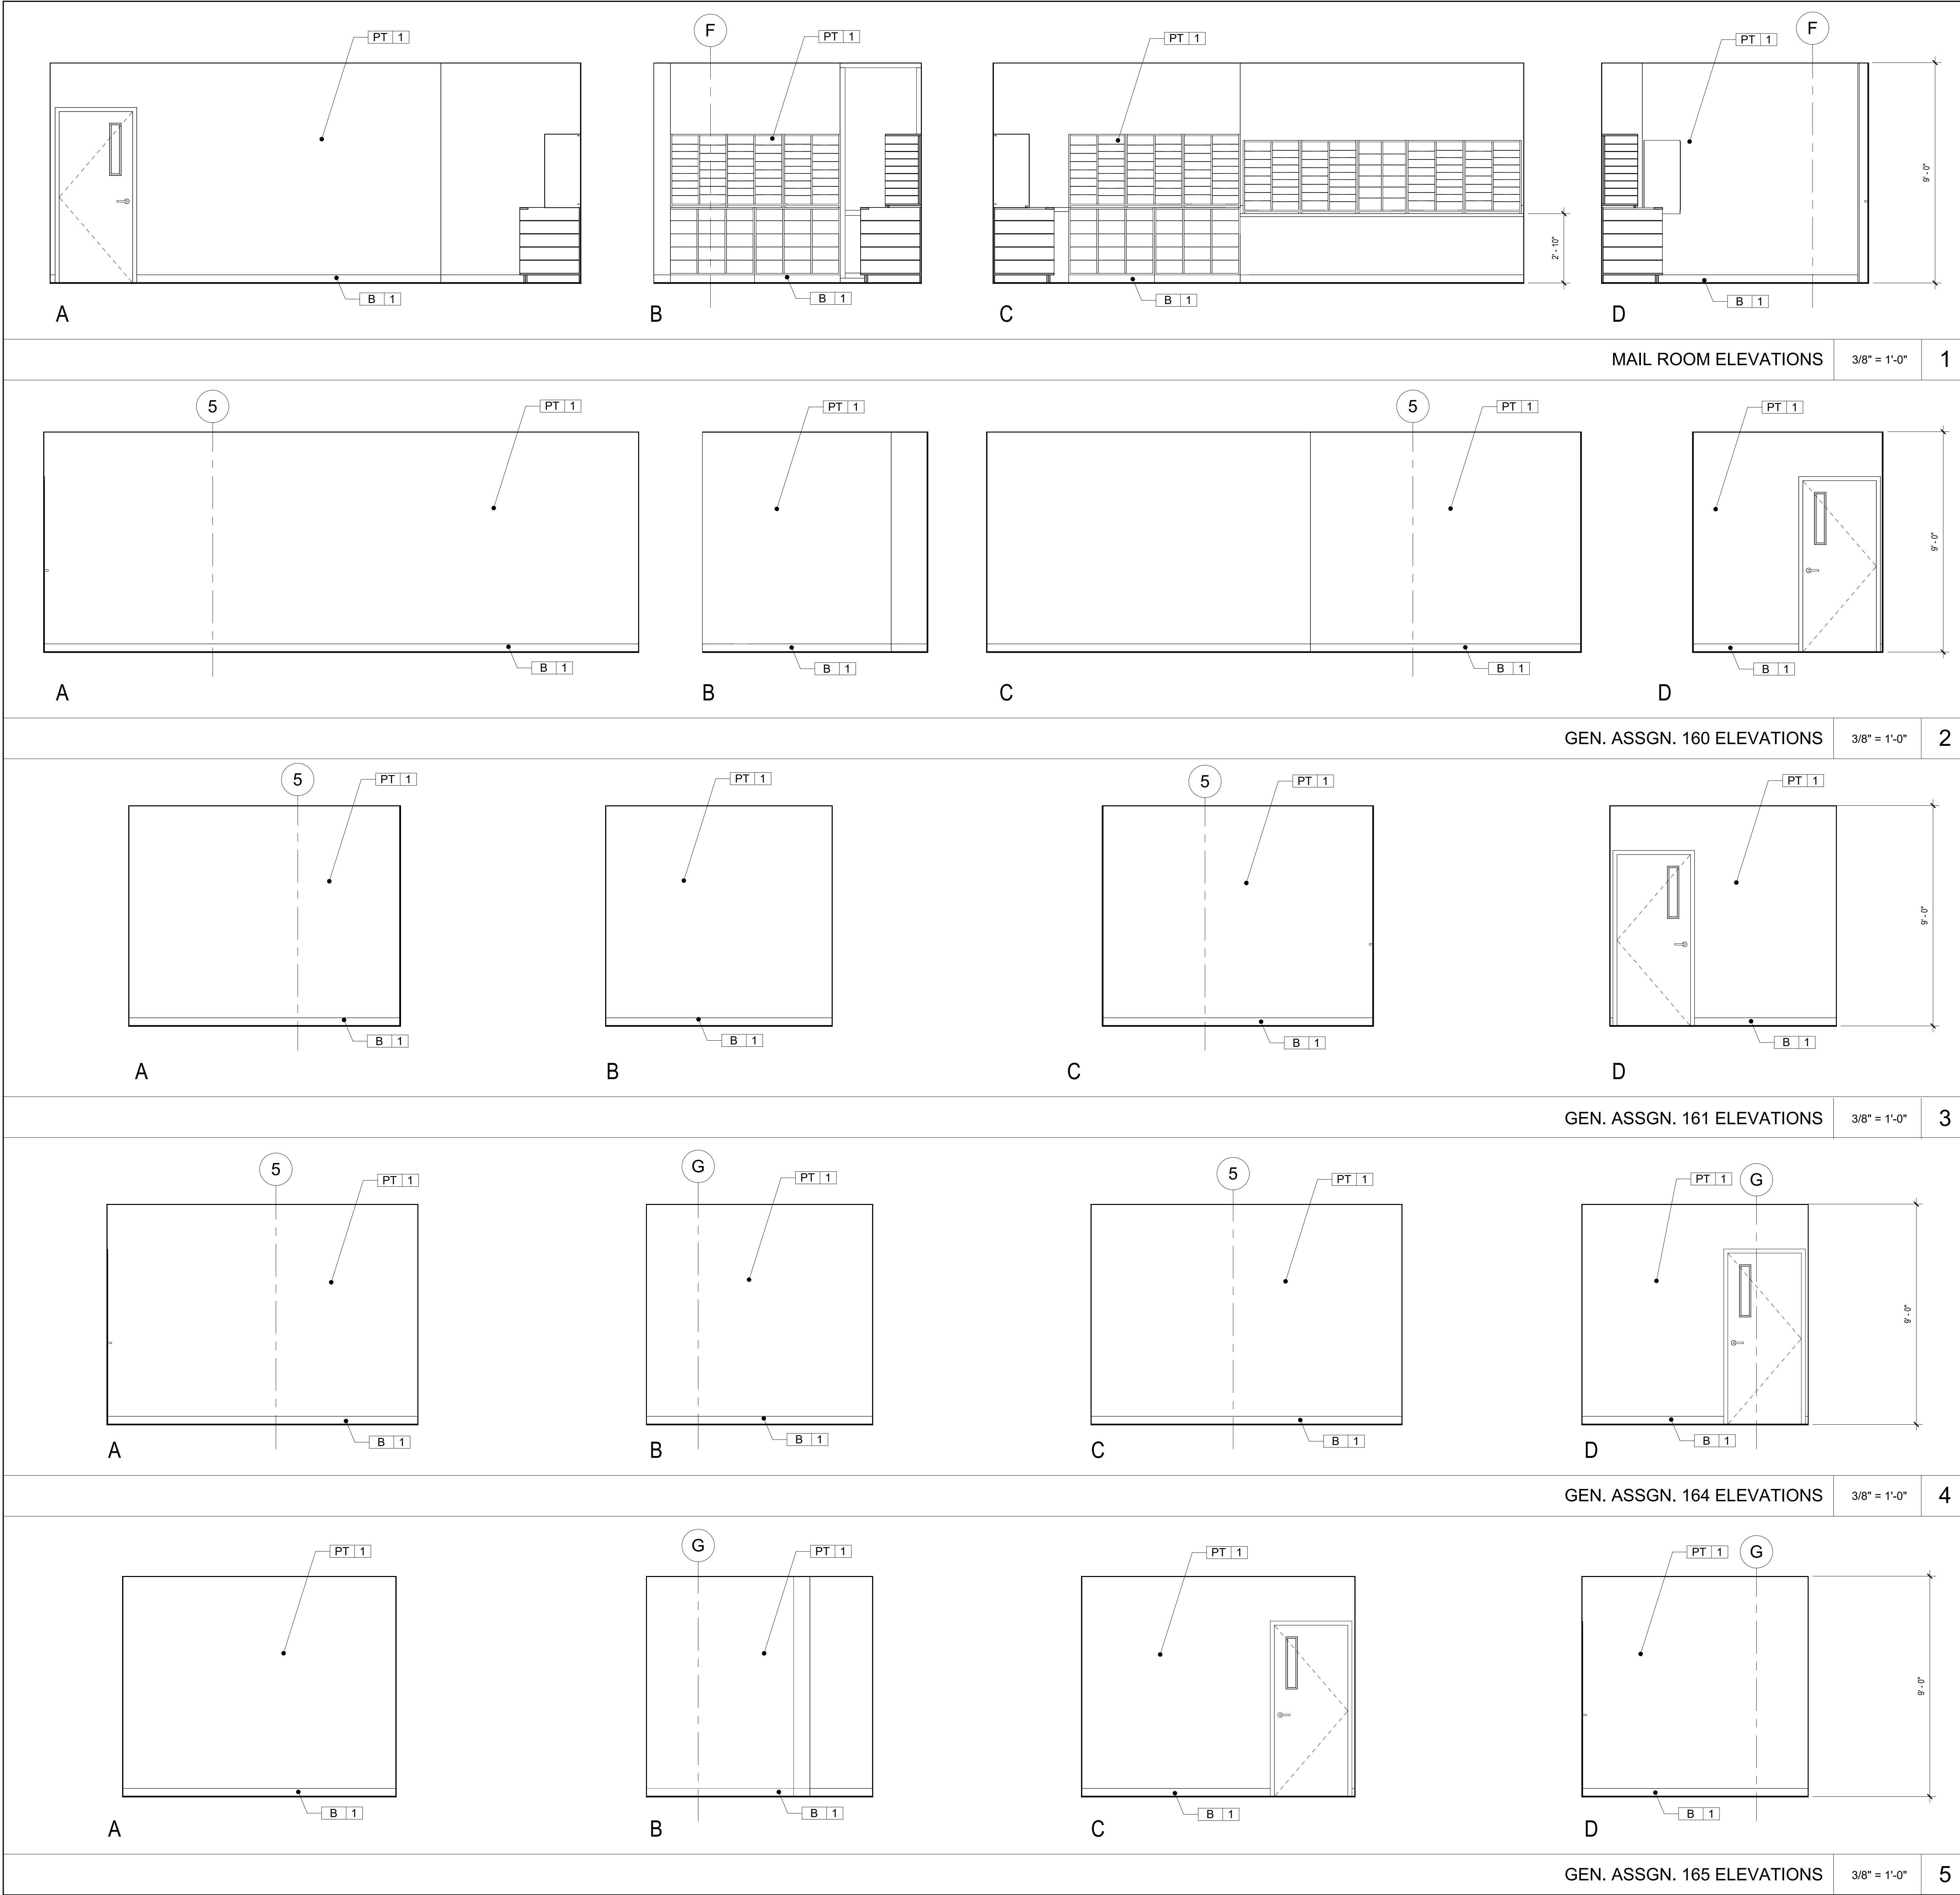 F
F
PT 1
PT 1
PT 1
PT 1
9' - 0"
2' - 10"
B 1
B 1
B 1
B 1
A
B
C
D
MAIL ROOM ELEVATIONS 3/8" = 1'-0" 1
5
5
PT 1
PT 1
PT 1
PT 1
9' - 0"
B 1
B 1
B 1
B 1
A
B
C
D
GEN. ASSGN. 160 ELEVATIONS 3/8" = 1'-0" 2
5
5
PT 1
PT 1
PT 1
PT 1
9' - 0"
B 1
B 1
B 1
B 1
A
B
C
D
GEN. ASSGN. 161 ELEVATIONS 3/8" = 1'-0" 3
5
G
5
G
PT 1
PT 1
PT 1
PT 1
9' - 0"
B 1
B 1
B 1
B 1
A
B
C
D
GEN. ASSGN. 164 ELEVATIONS 3/8" = 1'-0" 4
G
G
PT 1
PT 1
PT 1
PT 1
9' - 0"
B 1
B 1
B 1
B 1
A
B
C
D
GEN. ASSGN. 165 ELEVATIONS 3/8" = 1'-0" 5